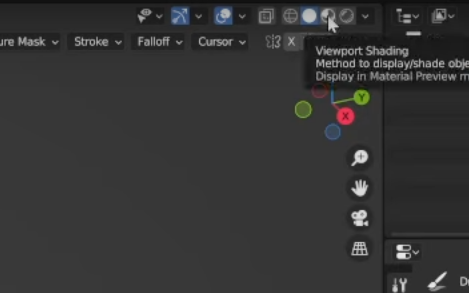 ure Mask Stroke Falloff Cursor X
Viewport Shading
Method to display/shade obje
Display in Material Preview m
Y
X
D